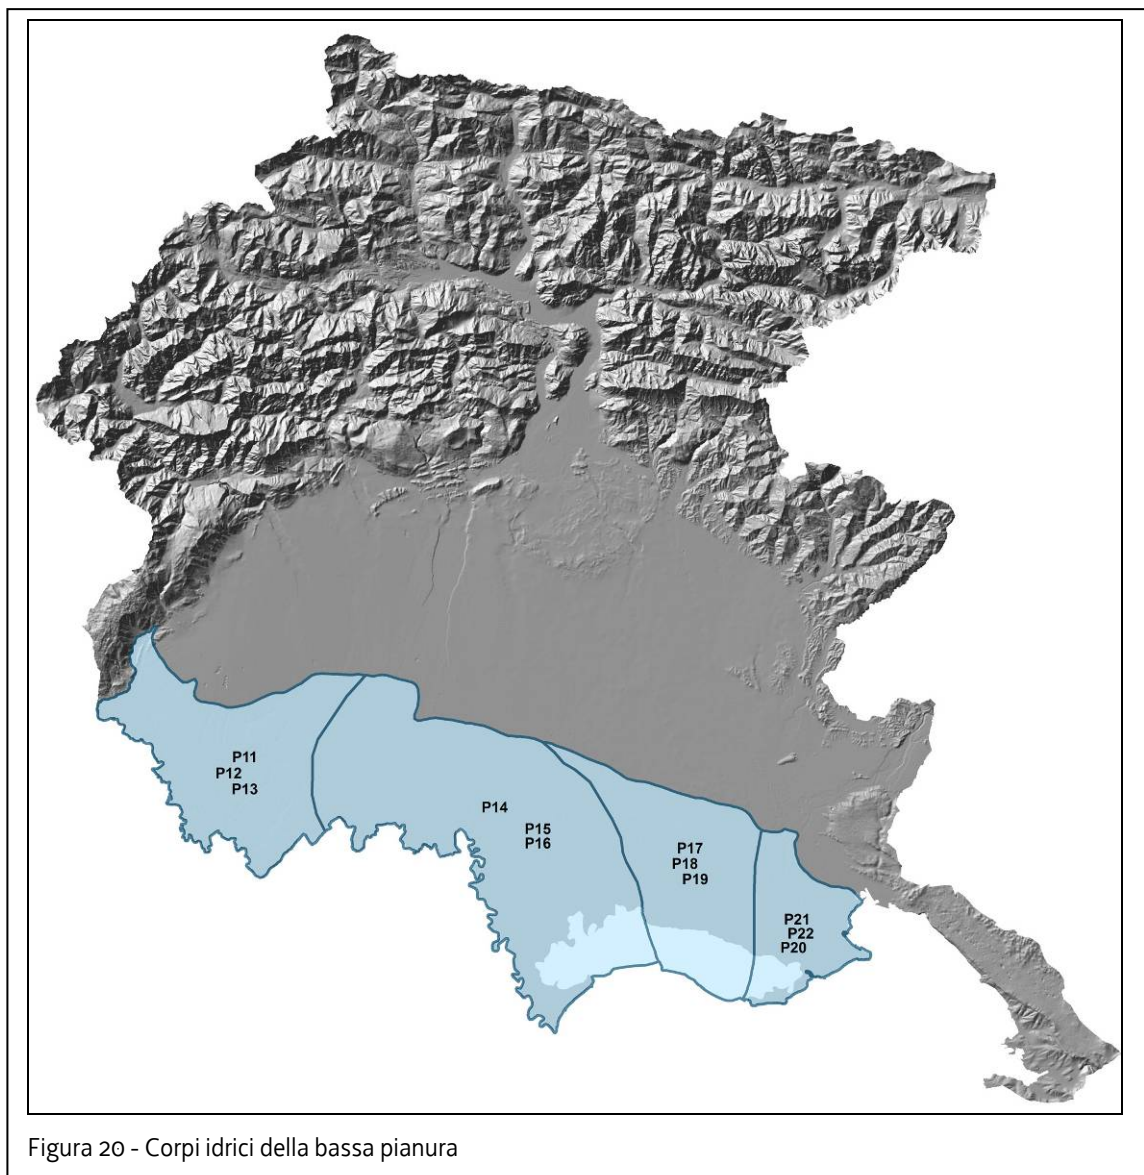 P11
P12
P13
P14
P15
P16
P17
P18
P19
P21
P22
P20
Figura 20 - Corpi idrici della bassa pianura